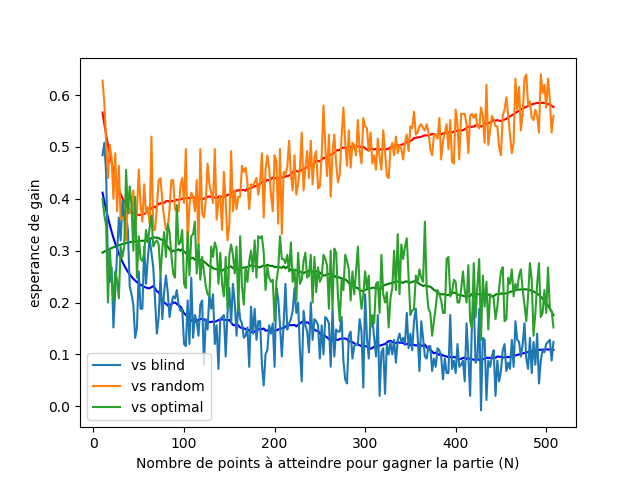 0.6
0.5
0.4
0.3
0.2
0.1
0.0
esperance de gain
vs blind
vs random
vs optimal
0 100 200 300 400 500
Nombre de points à atteindre pour gagner la partie (N)